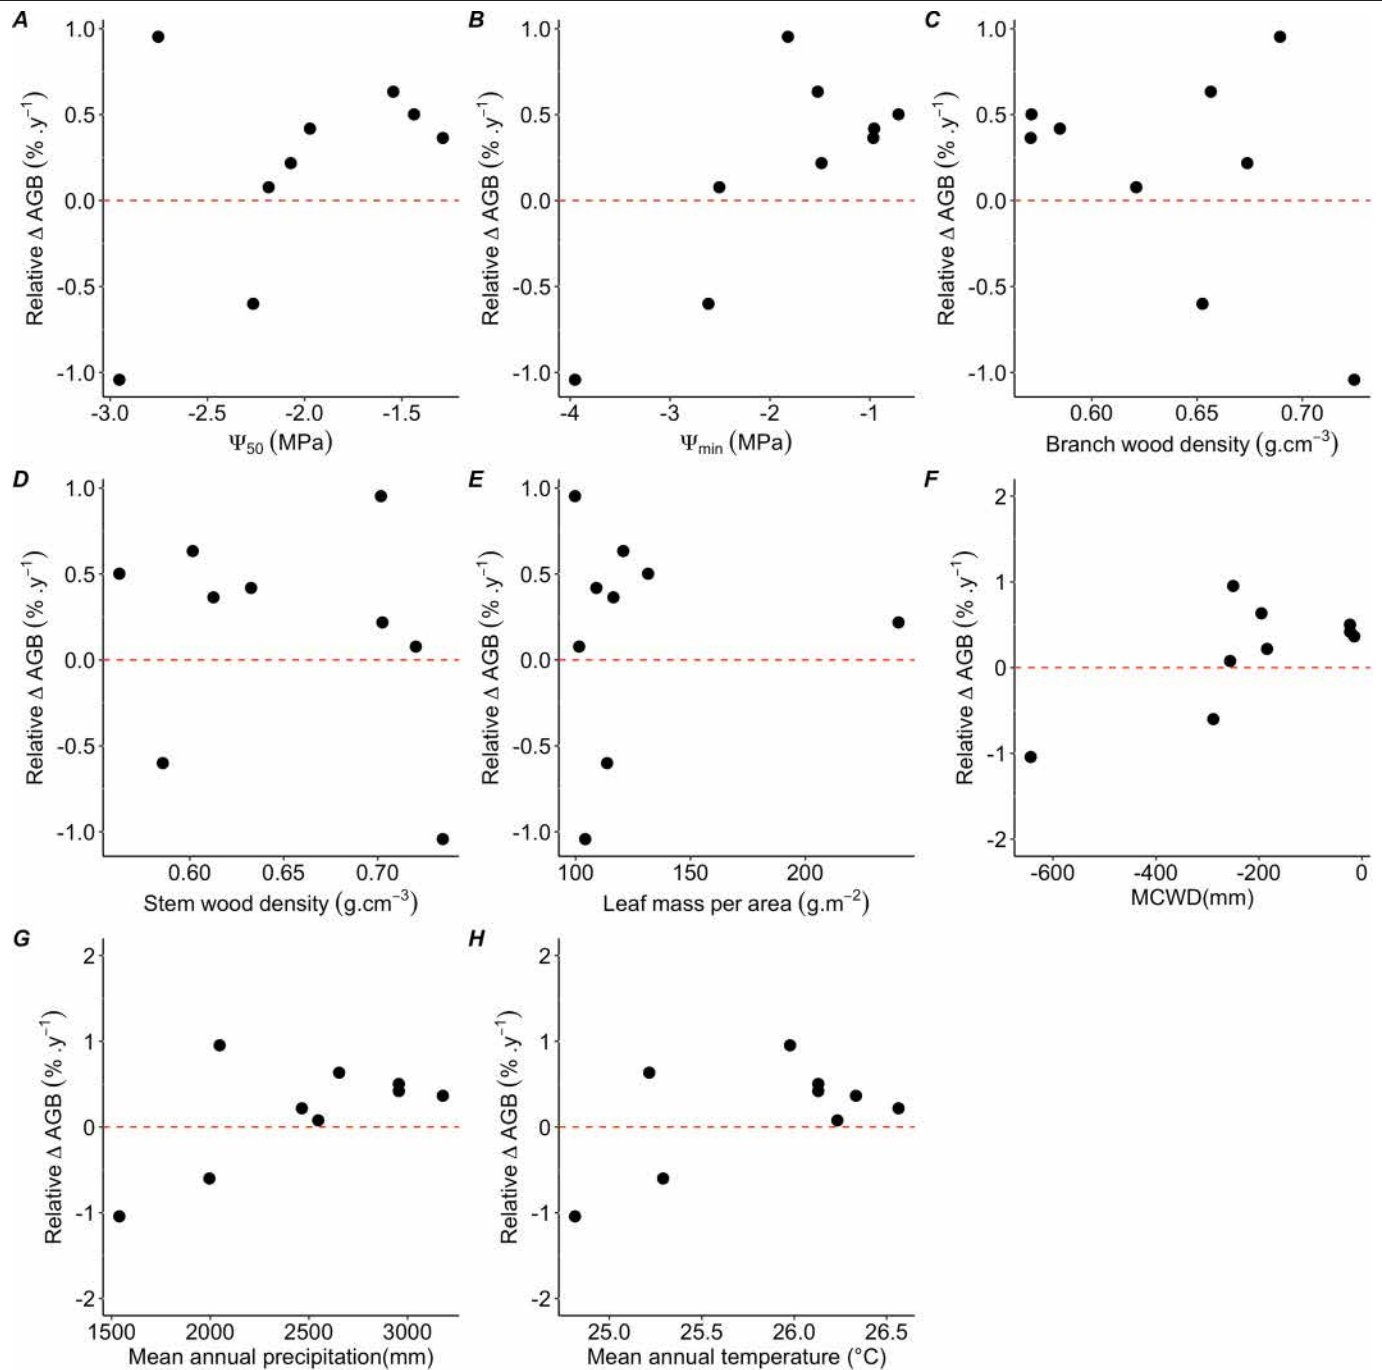 A
Relative Δ AGB (% .y⁻¹)
1.0
0.5
0.0
-0.5
-1.0
-3.0 -2.5 -2.0 -1.5
Ψ₅₀ (MPa)
B
Relative Δ AGB (% .y⁻¹)
1.0
0.5
0.0
-0.5
-1.0
-4 -3 -2 -1
Ψmin (MPa)
C
Relative Δ AGB (% .y⁻¹)
1.0
0.5
0.0
-0.5
-1.0
0.60 0.65 0.70
Branch wood density (g.cm⁻³)
D
Relative Δ AGB (% .y⁻¹)
1.0
0.5
0.0
-0.5
-1.0
0.60 0.65 0.70
Stem wood density (g.cm⁻³)
E
Relative Δ AGB (% .y⁻¹)
1.0
0.5
0.0
-0.5
-1.0
100 150 200
Leaf mass per area (g.m⁻²)
F
Relative Δ AGB (% .y⁻¹)
2
1
0
-1
-2
-600 -400 -200 0
MCWD(mm)
G
Relative Δ AGB (% .y⁻¹)
2
1
0
-1
-2
1500 2000 2500 3000
Mean annual precipitation(mm)
H
Relative Δ AGB (% .y⁻¹)
2
1
0
-1
-2
25.0 25.5 26.0 26.5
Mean annual temperature (°C)